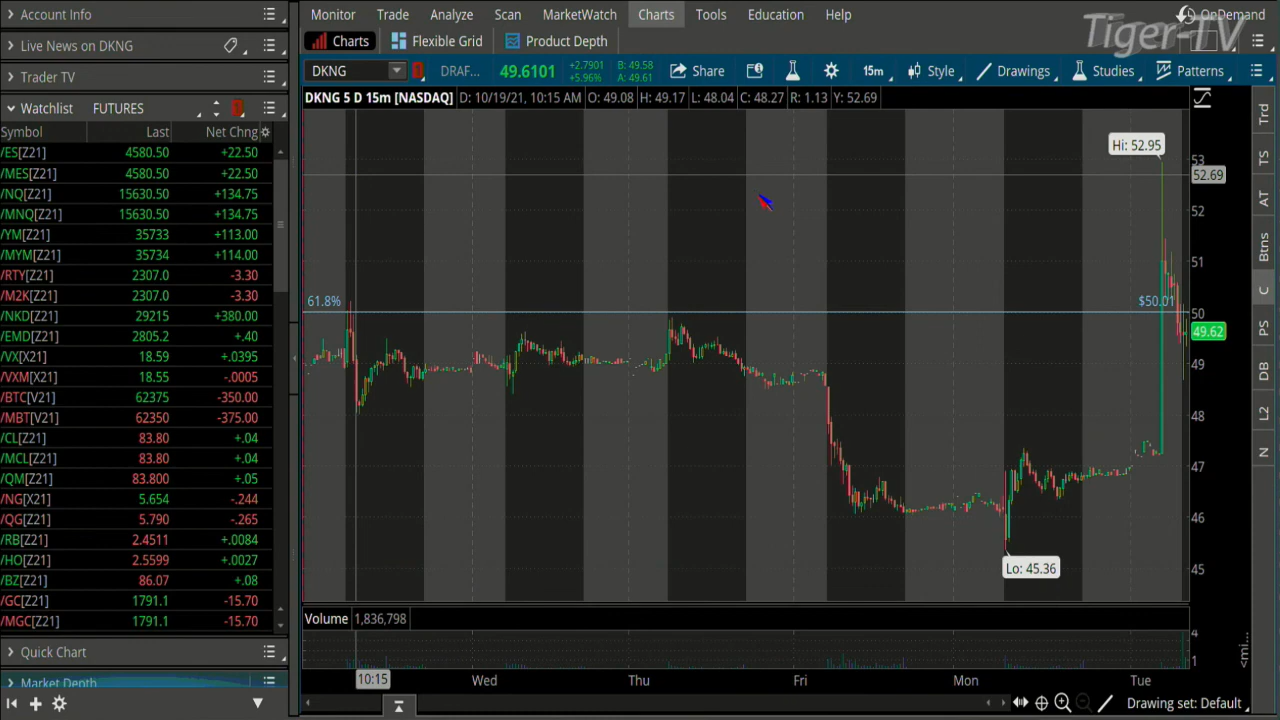 Account Info
Live News on DKNG
Trader TV
Watchlist FUTURES
Symbol Last Net Chng
/ES[Z21] 4580.50 +22.50
/MES[Z21] 4580.50 +22.50
/NQ[Z21] 15630.50 +134.75
/MNQ[Z21] 15630.50 +134.75
/YM[Z21] 35733 +113.00
/MYM[Z21] 35734 +114.00
/RTY[Z21] 2307.0 -3.30
/M2K[Z21] 2307.0 -3.30
/NKD[Z21] 29215 +380.00
/EMD[Z21] 2805.2 +.40
/VX[X21] 18.59 +.0395
/VXM[X21] 18.55 -.0005
/BTC[V21] 62375 -350.00
/MBT[V21] 62350 -375.00
/CL[Z21] 83.80 +.04
/MCL[Z21] 83.80 +.04
/QM[Z21] 83.800 +.05
/NG[X21] 5.654 -.244
/QG[Z21] 5.790 -.265
/RB[Z21] 2.4511 +.0084
/HO[Z21] 2.5599 +.0027
/BZ[Z21] 86.07 +.08
/GC[Z21] 1791.1 -15.70
/MGC[Z21] 1791.1 -15.70
Quick Chart
Market Depth
Monitor Trade Analyze Scan MarketWatch Charts Tools Education Help
OnDemand
Tiger-TV
Charts Flexible Grid Product Depth
DKNG DRAF... 49.6101 +2.7901 B: 49.58
+5.96% A: 49.61
Share 15m Style Drawings Studies Patterns
DKNG 5 D 15m [NASDAQ] D: 10/19/21, 10:15 AM O: 49.08 H: 49.17 L: 48.04 C: 48.27 R: 1.13 Y: 52.69
Hi: 52.95
53
52.69
52
51
61.8% $50.01
50
49.62
49
48
47
46
Lo: 45.36
45
Volume 1,836,798
4
1
10:15 Wed Thu Fri Mon Tue
Drawing set: Default
Trd
TS
AT
Btns
C
PS
DB
L2
N
<mi...